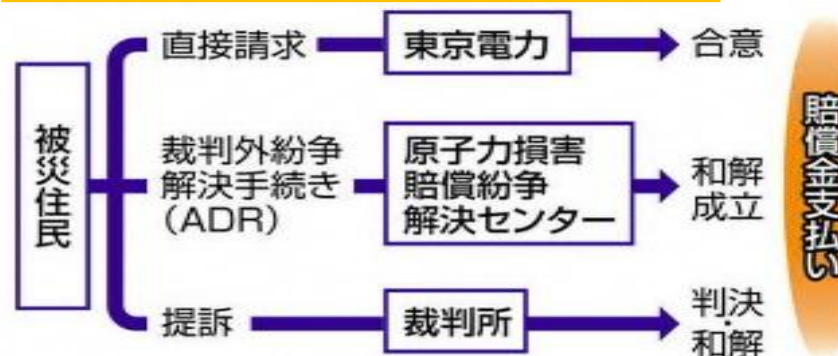 被災住民
直接請求
東京電力
合意
裁判外紛争
解決手続き
(ADR)
原子力損害
賠償紛争
解決センター
和解
成立
提訴
裁判所
判決・
和解
賠償金支払い